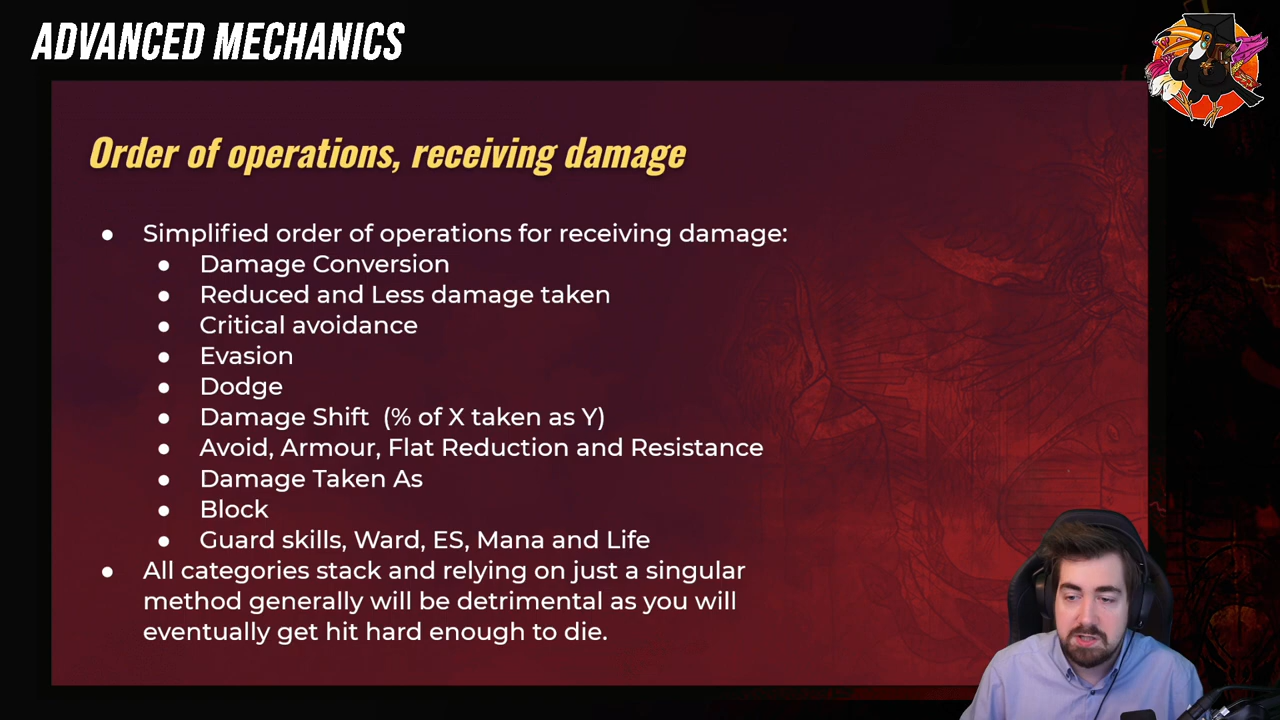 ADVANCED MECHANICS
Order of operations, receiving damage
● Simplified order of operations for receiving damage:
● Damage Conversion
● Reduced and Less damage taken
● Critical avoidance
● Evasion
● Dodge
● Damage Shift (% of X taken as Y)
● Avoid, Armour, Flat Reduction and Resistance
● Damage Taken As
● Block
● Guard skills, Ward, ES, Mana and Life
● All categories stack and relying on just a singular
method generally will be detrimental as you will
eventually get hit hard enough to die.